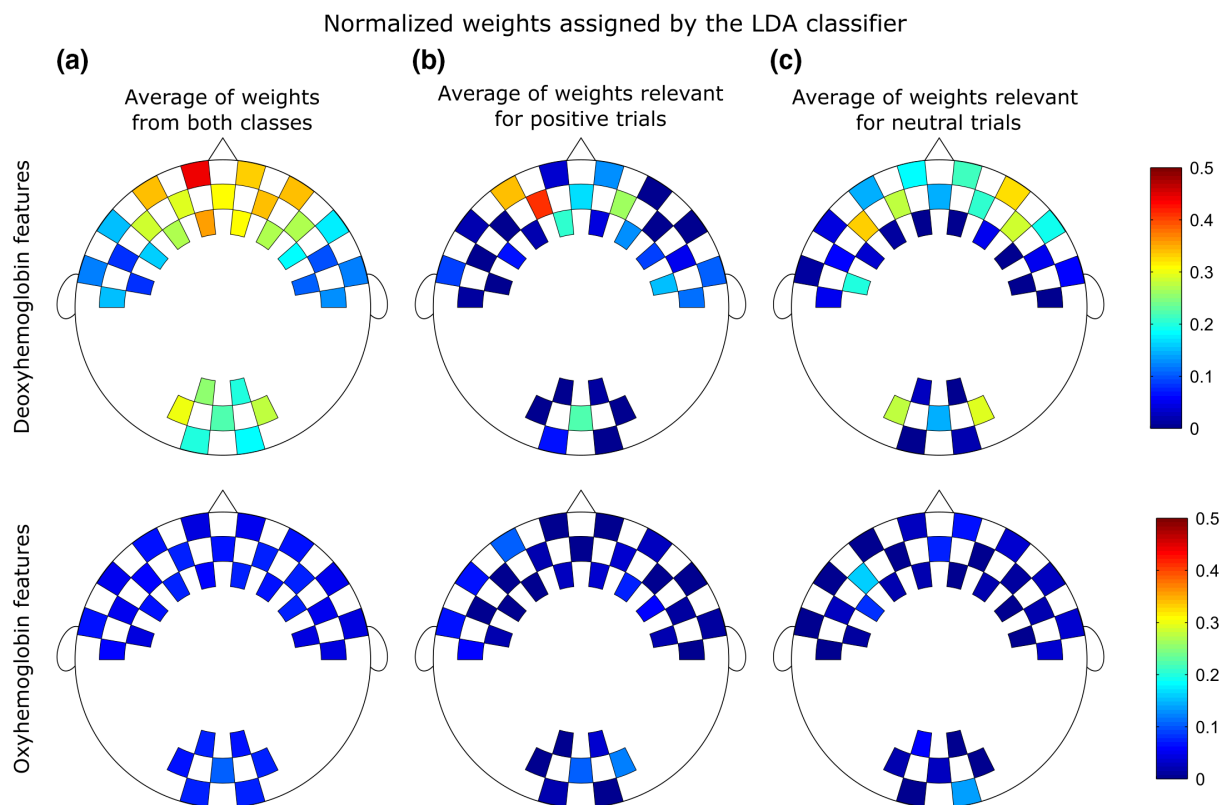 Normalized weights assigned by the LDA classifier
(a)
Average of weights
from both classes
(b)
Average of weights relevant
for positive trials
(c)
Average of weights relevant
for neutral trials
Deoxyhemoglobin features
0.5
0.4
0.3
0.2
0.1
0
Oxyhemoglobin features
0.5
0.4
0.3
0.2
0.1
0